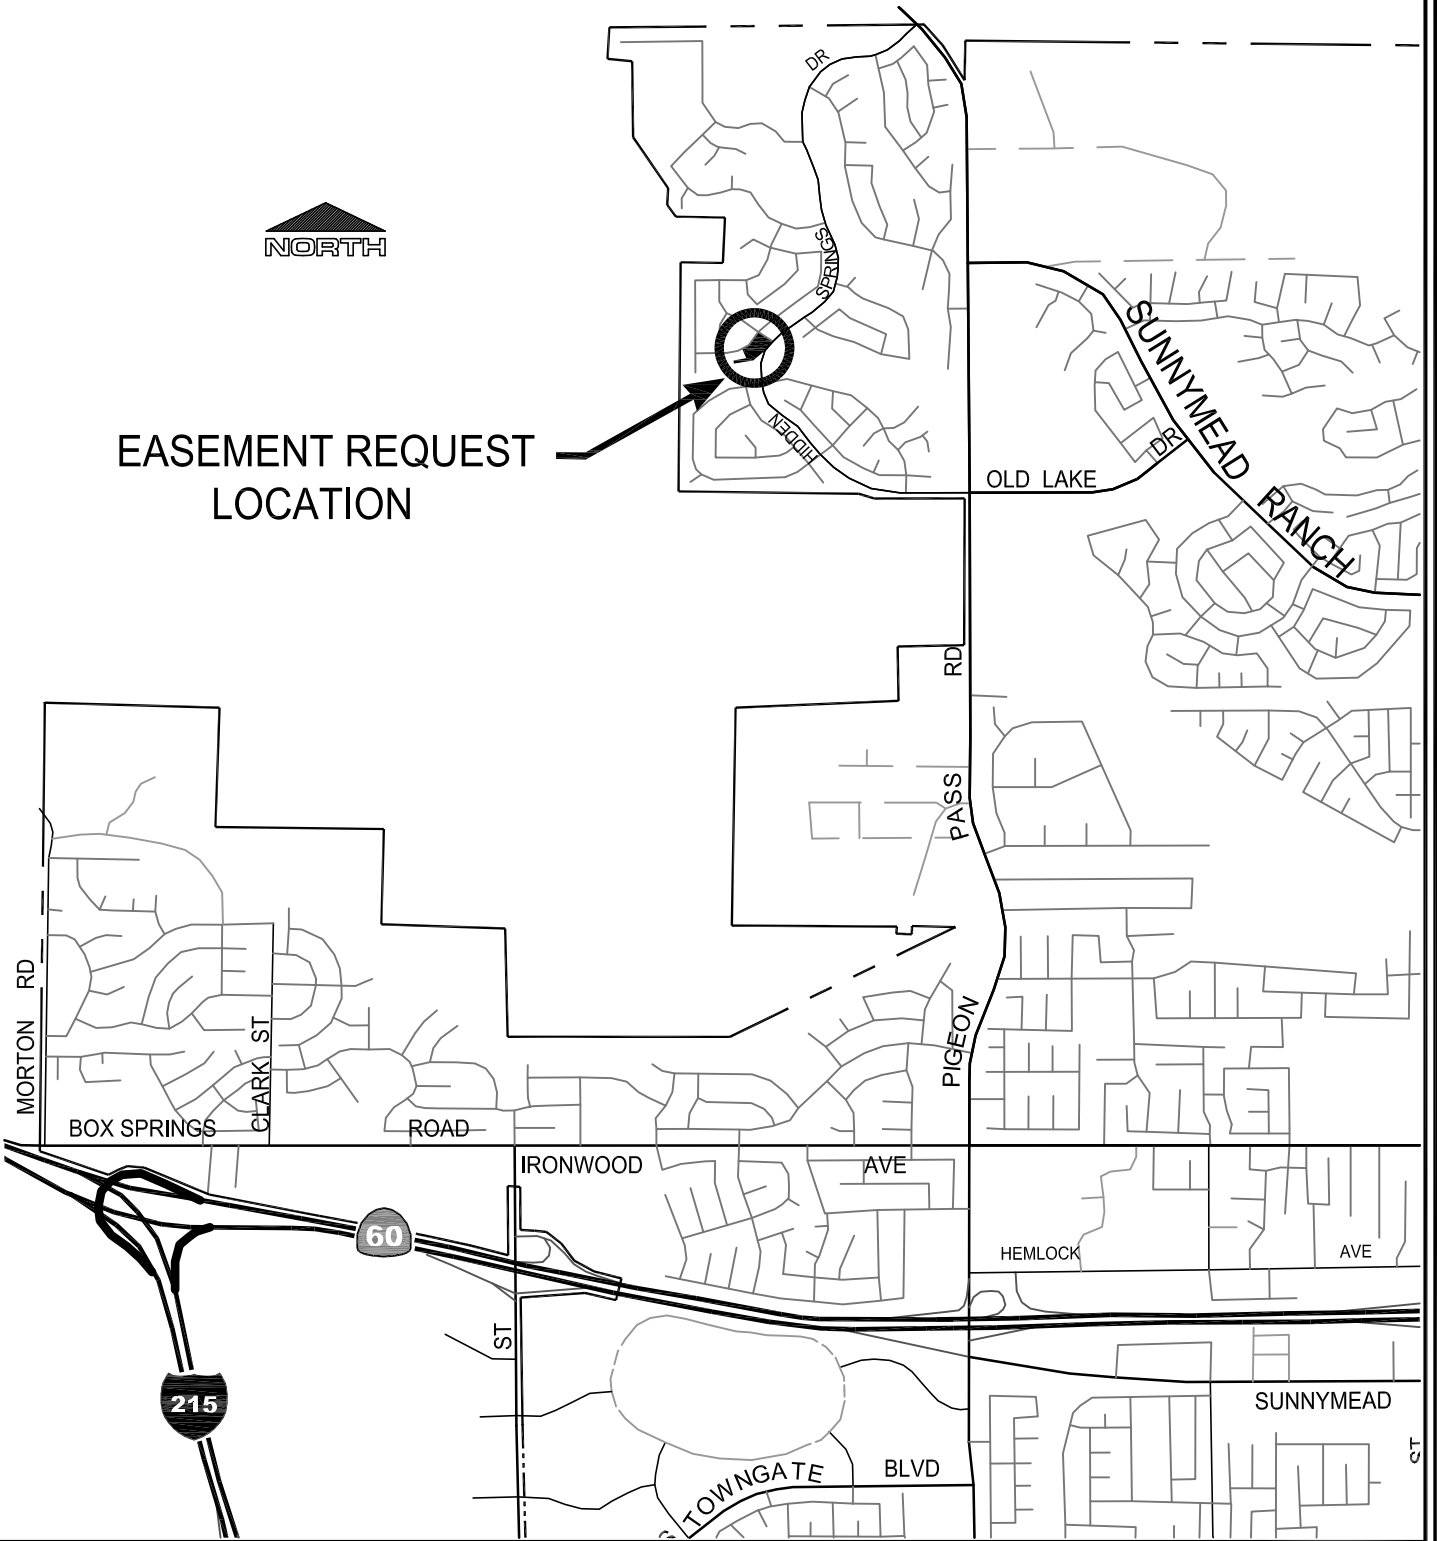 DR
NORTH
SPRINGS
SUNNYMEAD RANCH
HIDDEN
EASEMENT REQUEST
LOCATION
OLD LAKE DR
PIGEON PASS RD
MORTON RD
CLARK ST
BOX SPRINGS ROAD
IRONWOOD AVE
60
HEMLOCK AVE
ST
215
SUNNYMEAD
ST
TOWNGATE BLVD
S